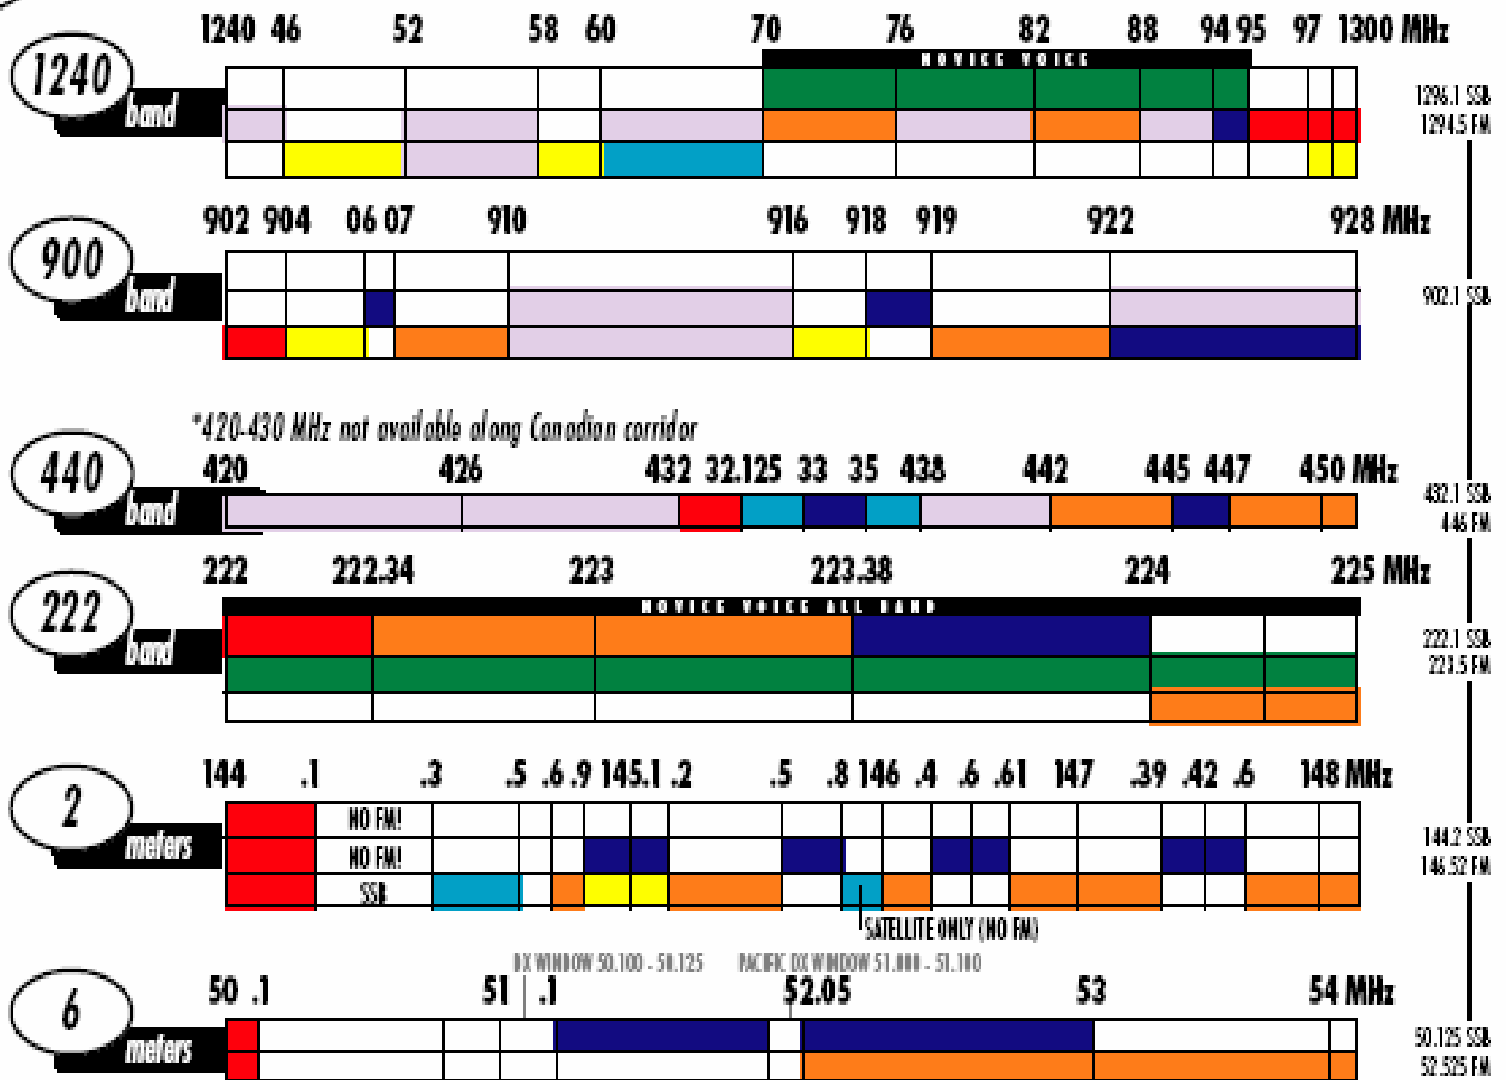 1240 46 52 58 60 70 76 82 88 94 95 97 1300 MHz
NOVICE VOICE
1240
band
1296.1 SSB
1294.5 FM
902 904 06 07 910 916 918 919 922 928 MHz
900
band
902.1 SSB
*420-430 MHz not available along Canadian corridor
420 426 432 32.125 33 35 438 442 445 447 450 MHz
440
band
432.1 SSB
446 FM
222 222.34 223 223.38 224 225 MHz
NOVICE VOICE ALL BAND
222
band
222.1 SSB
223.5 FM
144 .1 .3 .5 .6 .9 145.1 .2 .5 .8 146 .4 .6 .61 147 .39 .42 .6 148 MHz
2
meters
NO FM!
NO FM!
SSB
144.2 SSB
146.52 FM
SATELLITE ONLY (NO FM)
DX WINDOW 50.100 - 50.125 PACIFIC DX WINDOW 51.000 - 51.100
50 .1 51 .1 52.05 53 54 MHz
6
meters
50.125 SSB
52.525 FM